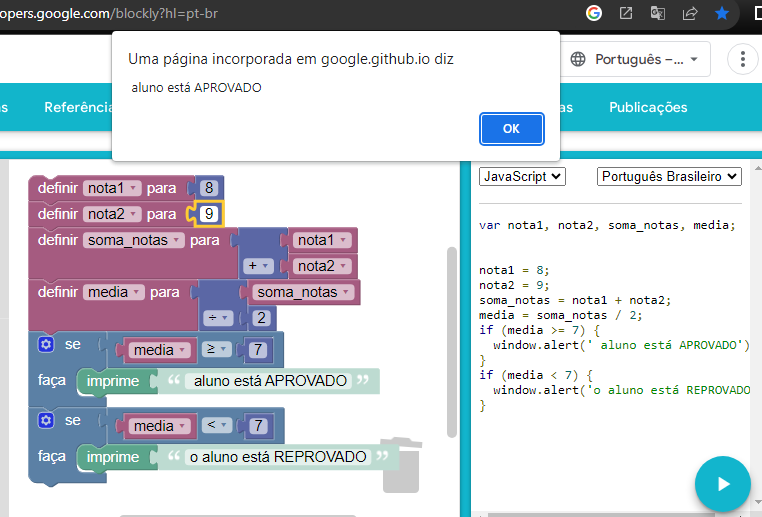 opers.google.com/blockly/?hl=pt-br
Uma página incorporada em google.github.io diz
aluno está APROVADO
OK
Português –...
s
Referência
as
Publicações
definir nota1 para 8
definir nota2 para 9
definir soma_notas para nota1
+ nota2
definir media para soma_notas
÷ 2
se media ≥ 7
faça imprime “ aluno está APROVADO ”
se media < 7
faça imprime “ o aluno está REPROVADO ”
JavaScript
Português Brasileiro
var nota1, nota2, soma_notas, media;
nota1 = 8;
nota2 = 9;
soma_notas = nota1 + nota2;
media = soma_notas / 2;
if (media >= 7) {
window.alert(' aluno está APROVADO')
}
if (media < 7) {
window.alert('o aluno está REPROVADO
}